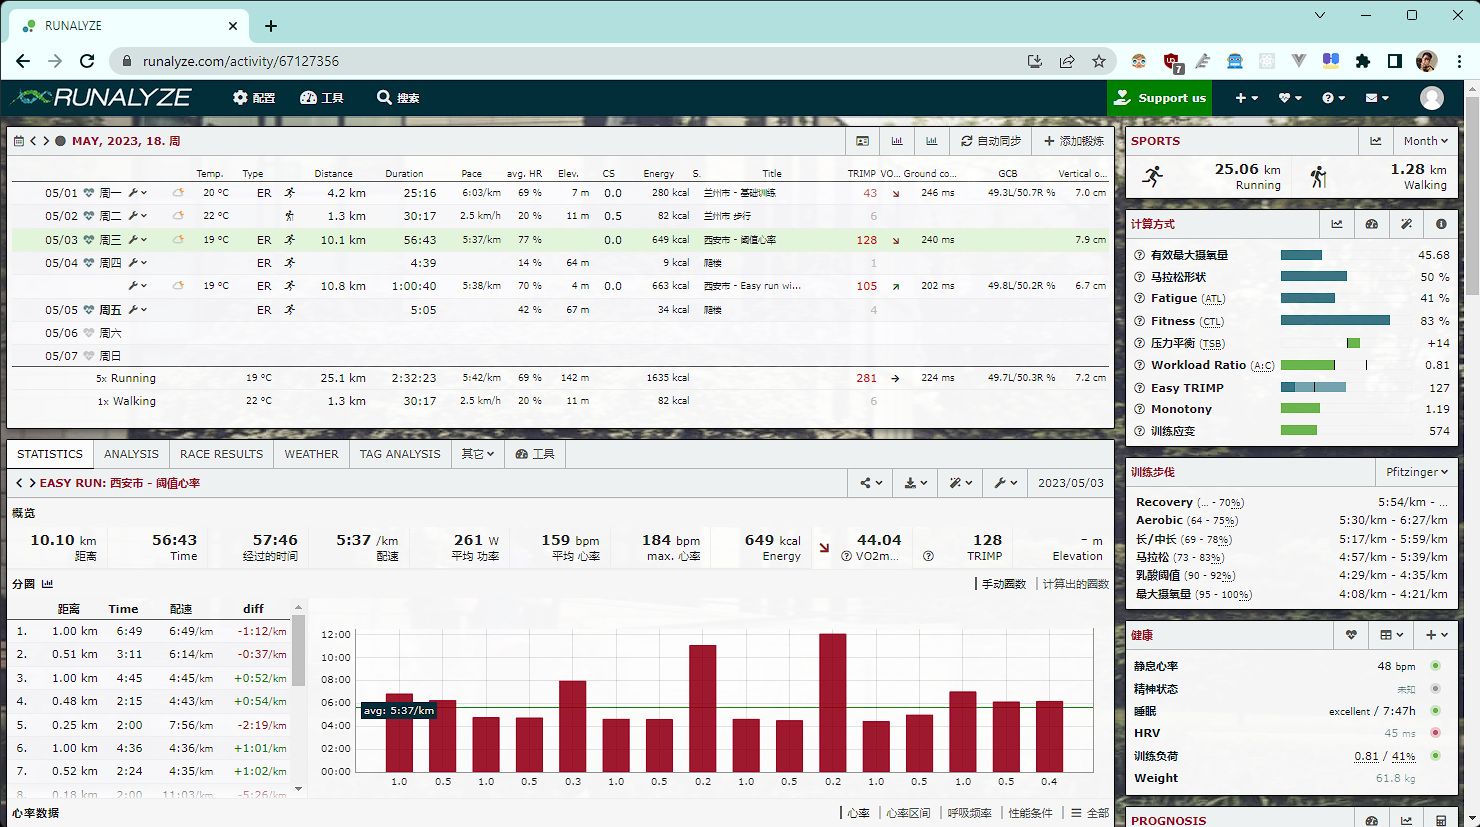 RUNALYZE
runalyze.com/activity/67127356
7
RUNALYZE 配置 工具 搜索 Support us
MAY, 2023, 18. 周 自动同步 添加锻炼
Temp. Type Distance Duration Pace avg. HR Elev. CS Energy S. Title TRIMP VO... Ground co... GCB Vertical o...
05/01 周一 20 °C ER 4.2 km 25:16 6:03/km 69 % 7 m 0.0 280 kcal 兰州市 - 基础训练 43 246 ms 49.3L/50.7R % 7.0 cm
05/02 周二 22 °C 1.3 km 30:17 2.5 km/h 20 % 11 m 0.5 82 kcal 兰州市 步行 6
05/03 周三 19 °C ER 10.1 km 56:43 5:37/km 77 % 0.0 649 kcal 西安市 - 阈值心率 128 240 ms 7.9 cm
05/04 周四 ER 4:39 14 % 64 m 9 kcal 爬楼 1
19 °C ER 10.8 km 1:00:40 5:38/km 70 % 4 m 0.0 663 kcal 西安市 - Easy run wi... 105 202 ms 49.8L/50.2R % 6.7 cm
05/05 周五 ER 5:05 42 % 67 m 34 kcal 爬楼 4
05/06 周六
05/07 周日
5x Running 19 °C 25.1 km 2:32:23 5:42/km 69 % 142 m 1635 kcal 281 224 ms 49.7L/50.3R % 7.2 cm
1x Walking 22 °C 1.3 km 30:17 2.5 km/h 20 % 11 m 82 kcal 6
STATISTICS ANALYSIS RACE RESULTS WEATHER TAG ANALYSIS 其它 工具
EASY RUN: 西安市 - 阈值心率 2023/05/03
概览
10.10 km 56:43 57:46 5:37 /km 261 W 159 bpm 184 bpm 649 kcal 44.04 128 - m
距离 Time 经过的时间 配速 平均 功率 平均 心率 max. 心率 Energy VO2m... TRIMP Elevation
分圈 手动圈数 计算出的圈数
距离 Time 配速 diff
1. 1.00 km 6:49 6:49/km -1:12/km
2. 0.51 km 3:11 6:14/km -0:37/km
3. 1.00 km 4:45 4:45/km +0:52/km
4. 0.48 km 2:15 4:43/km +0:54/km
5. 0.25 km 2:00 7:56/km -2:19/km
6. 1.00 km 4:36 4:36/km +1:01/km
7. 0.52 km 2:24 4:35/km +1:02/km
8. 0.18 km 2:00 11:03/km -5:26/km
12:00
10:00
08:00
06:00
04:00
02:00
00:00
avg: 5:37/km
1.0 0.5 1.0 0.5 0.3 1.0 0.5 0.2 1.0 0.5 0.2 1.0 0.5 1.0 0.5 0.4
心率数据 心率 心率区间 呼吸频率 性能条件 全部
SPORTS Month
25.06 km 1.28 km
Running Walking
计算方式
有效最大摄氧量 45.68
马拉松形状 50 %
Fatigue (ATL) 41 %
Fitness (CTL) 83 %
压力平衡 (TSB) +14
Workload Ratio (A:C) 0.81
Easy TRIMP 127
Monotony 1.19
训练应变 574
训练步伐 Pfitzinger
Recovery (... - 70%) 5:54/km - ...
Aerobic (64 - 75%) 5:30/km - 6:27/km
长/中长 (69 - 78%) 5:17/km - 5:59/km
马拉松 (73 - 83%) 4:57/km - 5:39/km
乳酸阈值 (90 - 92%) 4:29/km - 4:35/km
最大摄氧量 (95 - 100%) 4:08/km - 4:21/km
健康
静息心率 48 bpm
精神状态 未知
睡眠 excellent / 7:47h
HRV 45 ms
训练负荷 0.81 / 41%
Weight 61.8 kg
PROGNOSIS